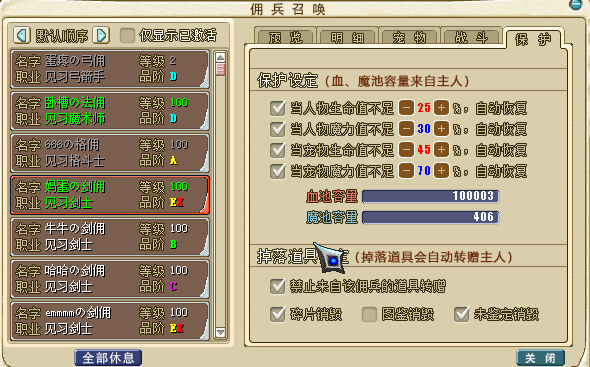 佣兵召唤
默认顺序 仅显示已激活
名字 蛋疼の弓佣 等级 2
职业 见习弓箭手 品阶 D
名字 卧槽の法佣 等级 100
职业 见习魔术师 品阶 D
名字 666の格佣 等级 100
职业 见习格斗士 品阶 A
名字 妈蛋の剑佣 等级 100
职业 见习剑士 品阶 EX
名字 牛牛の剑佣 等级 100
职业 见习剑士 品阶 B
名字 哈哈の剑佣 等级 100
职业 见习剑士 品阶 C
名字 emmmmの剑佣 等级 100
职业 见习剑士 品阶 EX
全部休息
预览 明细 宠物 战斗 保护
保护设定（血、魔池容量来自主人）
当人物生命值不足 - 25 + %，自动恢复
当人物魔力值不足 - 30 + %，自动恢复
当宠物生命值不足 - 45 + %，自动恢复
当宠物魔力值不足 - 70 + %，自动恢复
血池容量 100003
魔池容量 406
掉落道具 定（掉落道具会自动转赠主人）
禁止来自该佣兵的道具转赠
碎片销毁 图鉴销毁 未鉴定销毁
关闭